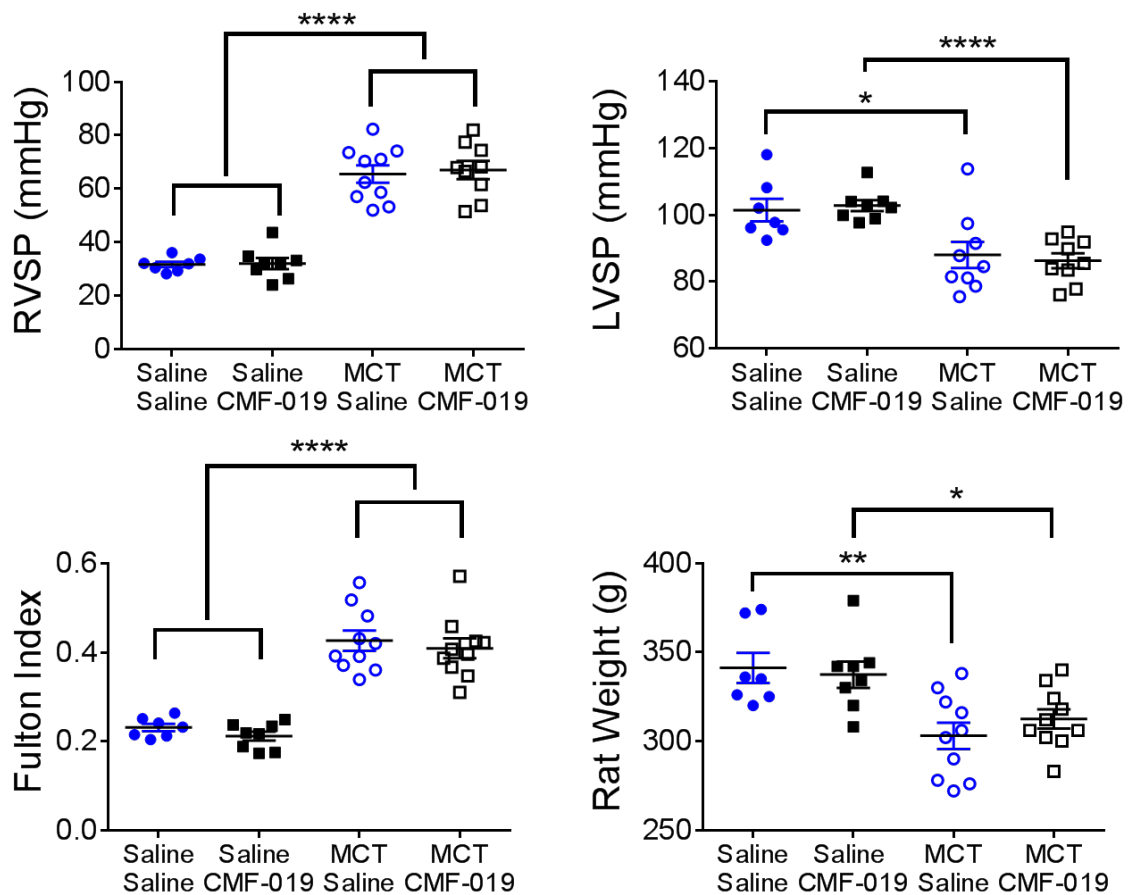 ****
RVSP (mmHg)
100
80
60
40
20
0
Saline Saline MCT MCT
Saline CMF-019 Saline CMF-019
****
*
LVSP (mmHg)
140
120
100
80
60
Saline Saline MCT MCT
Saline CMF-019 Saline CMF-019
****
Fulton Index
0.6
0.4
0.2
0.0
Saline Saline MCT MCT
Saline CMF-019 Saline CMF-019
*
**
Rat Weight (g)
400
350
300
250
Saline Saline MCT MCT
Saline CMF-019 Saline CMF-019